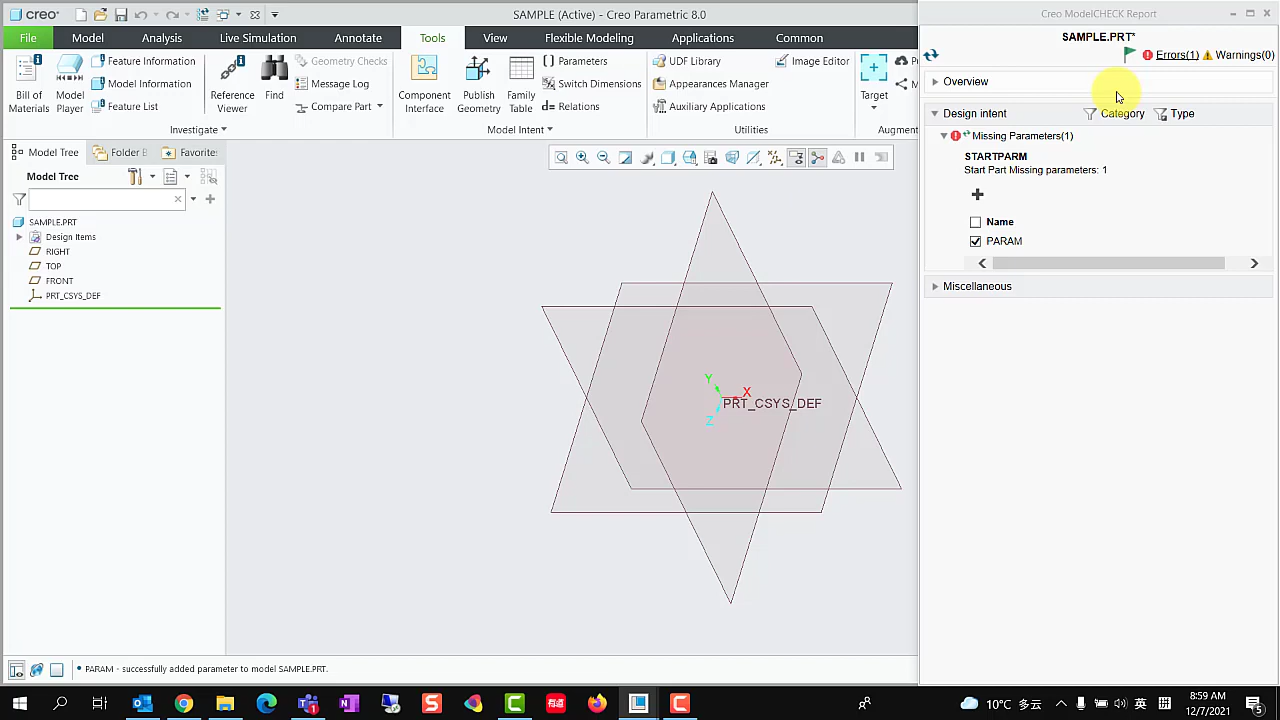 creo°
SAMPLE (Active) - Creo Parametric 8.0
File
Model
Analysis
Live Simulation
Annotate
Tools
View
Flexible Modeling
Applications
Common
Bill of Materials
Model Player
Feature Information
Model Information
Feature List
Reference Viewer
Find
Geometry Checks
Message Log
Compare Part
Investigate
Component Interface
Publish Geometry
Family Table
Parameters
Switch Dimensions
Relations
Model Intent
UDF Library
Appearances Manager
Auxiliary Applications
Utilities
Image Editor
Target
Augment
Model Tree
Folder B
Favorite:
Model Tree
SAMPLE.PRT
Design Items
RIGHT
TOP
FRONT
PRT_CSYS_DEF
Y
X
Z
PRT_CSYS_DEF
• PARAM - successfully added parameter to model SAMPLE.PRT.
Creo ModelCHECK Report
SAMPLE.PRT*
Errors(1)
Warnings(0)
Overview
Design intent
Category
Type
Missing Parameters(1)
STARTPARM
Start Part Missing parameters: 1
Name
PARAM
Miscellaneous
10°C 多云
英
8:59 AM
12/7/2021